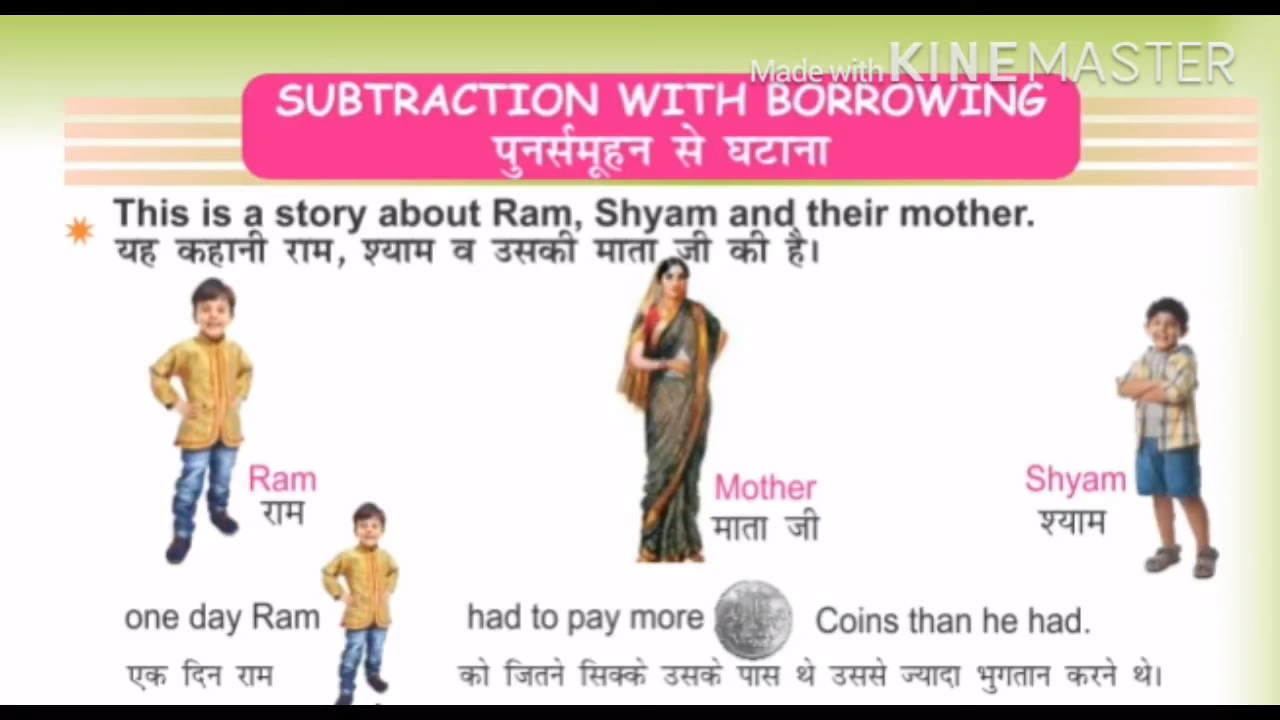 Made with KINEMASTER
SUBTRACTION WITH BORROWING
पुनर्समूहन से घटाना
This is a story about Ram, Shyam and their mother.
यह कहानी राम, श्याम व उसकी माता जी की है।
Ram
राम
Mother
माता जी
Shyam
श्याम
one day Ram had to pay more Coins than he had.
एक दिन राम को जितने सिक्के उसके पास थे उससे ज्यादा भुगतान करने थे।